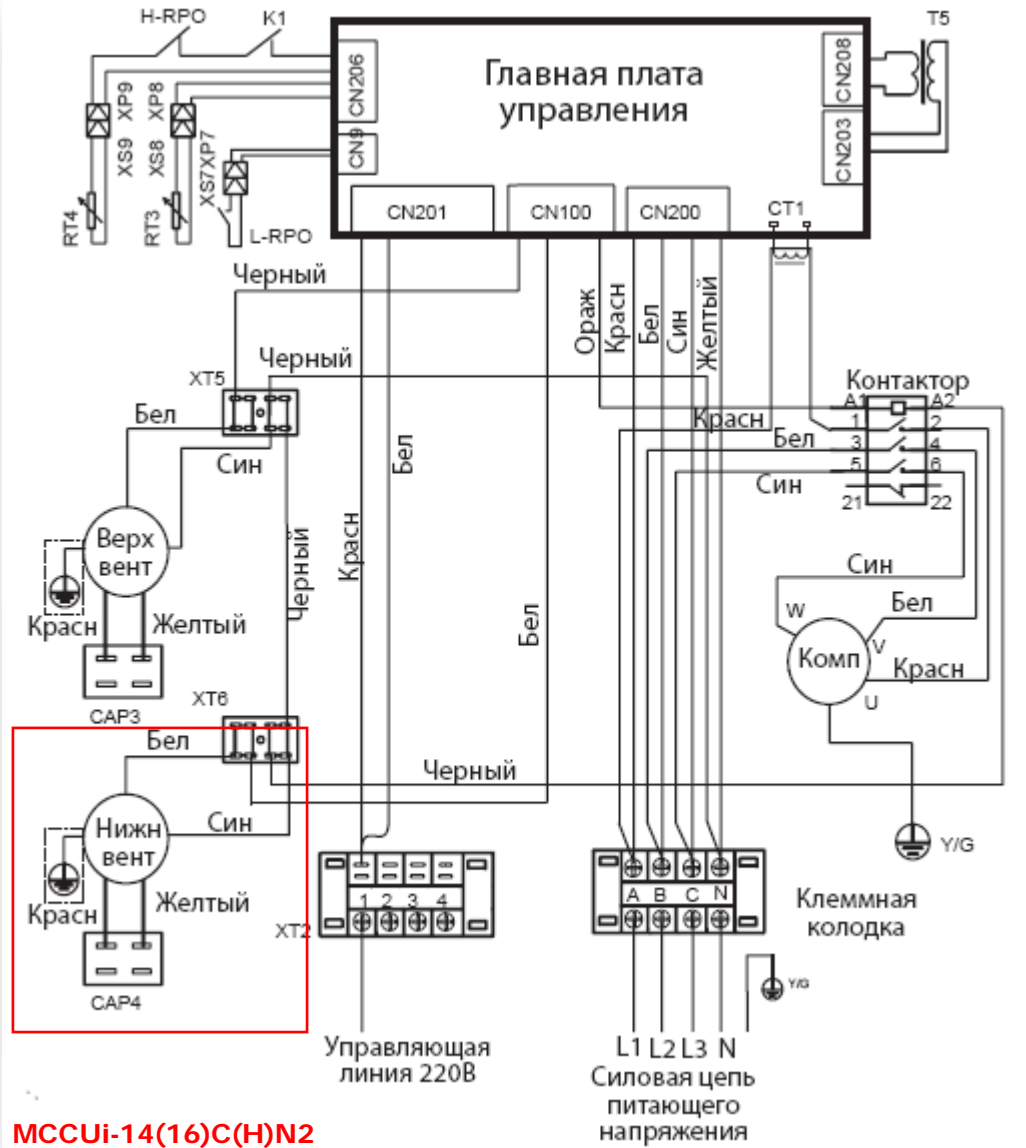 H-RPO
K1
T5
CN206
CN9
Главная плата
управления
CN208
CN203
XP9
XP8
XS9
XS8
XS7XP7
RT4
RT3
L-RPO
CN201
CN100
CN200
CT1
Черный
Ораж
Красн
Бел
Син
Желтый
Черный
XT5
Контактор
A1
A2
Бел
Красн
1
2
Бел
3
4
Син
Бел
5
6
Син
21
22
Верх
вент
Красн
Черный
Син
Бел
Бел
W
V
Комп
Красн
Желтый
Красн
U
CAP3
XT6
Бел
Черный
Нижн
вент
Син
Y/G
Красн
Желтый
XT2
1 2 3 4
A B C N
Клеммная
колодка
CAP4
Y/G
Управляющая
линия 220В
L1 L2 L3 N
Силовая цепь
питающего
напряжения
MCCUi-14(16)C(H)N2